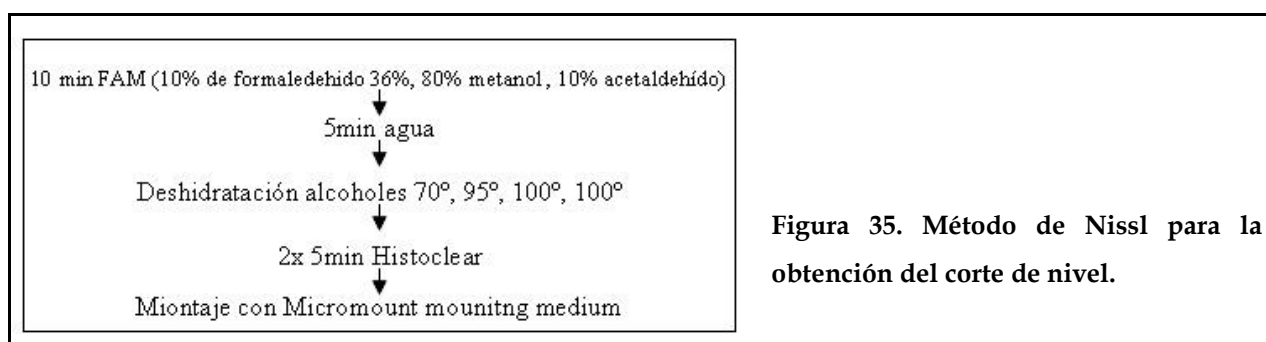 10 min FAM (10% de formaledehido 36%, 80% metanol, 10% acetaldehído)
5min agua
Deshidratación alcoholes 70º, 95º, 100º, 100º
2x 5min Histoclear
Miontaje con Micromount mounitng medium
Figura 35. Método de Nissl para la
obtención del corte de nivel.